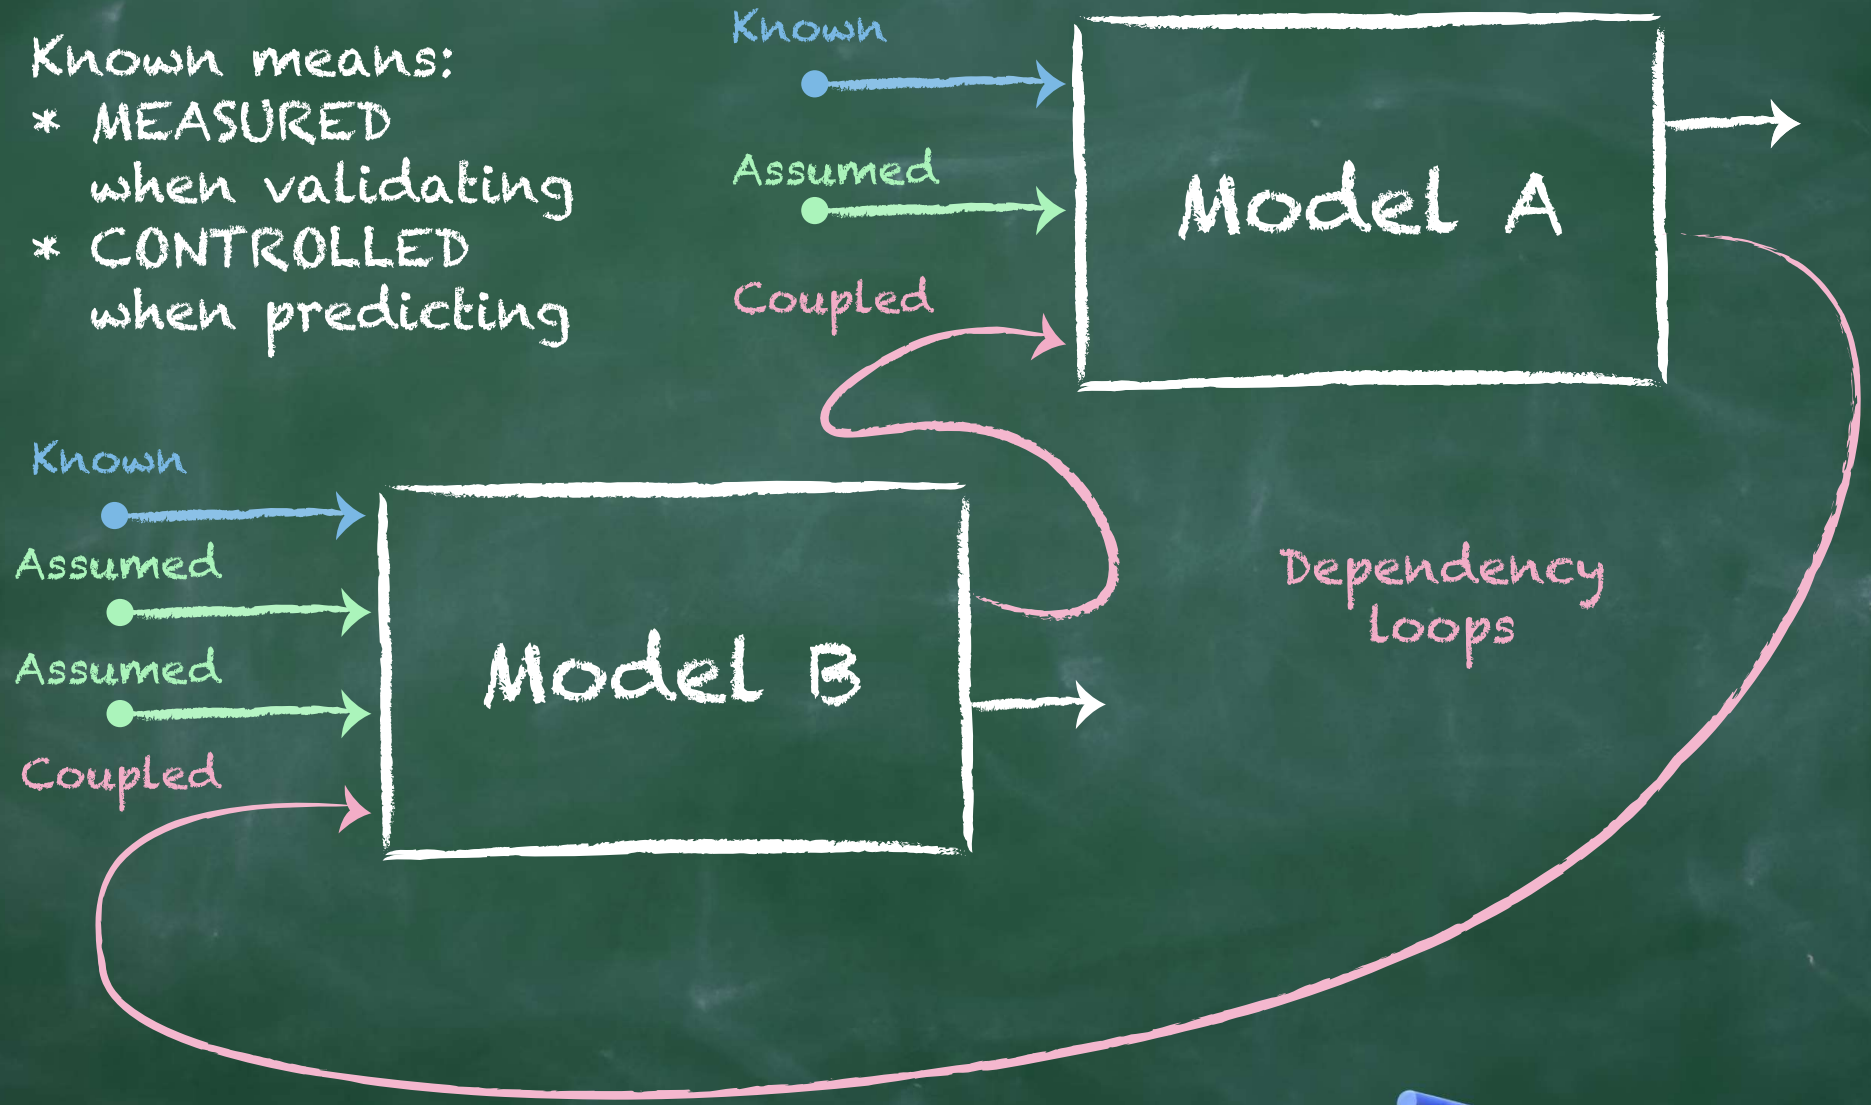 Known means:
* MEASURED
when validating
* CONTROLLED
when predicting
Known
Assumed
Coupled
Model A
Known
Assumed
Assumed
Coupled
Model B
Dependency
loops